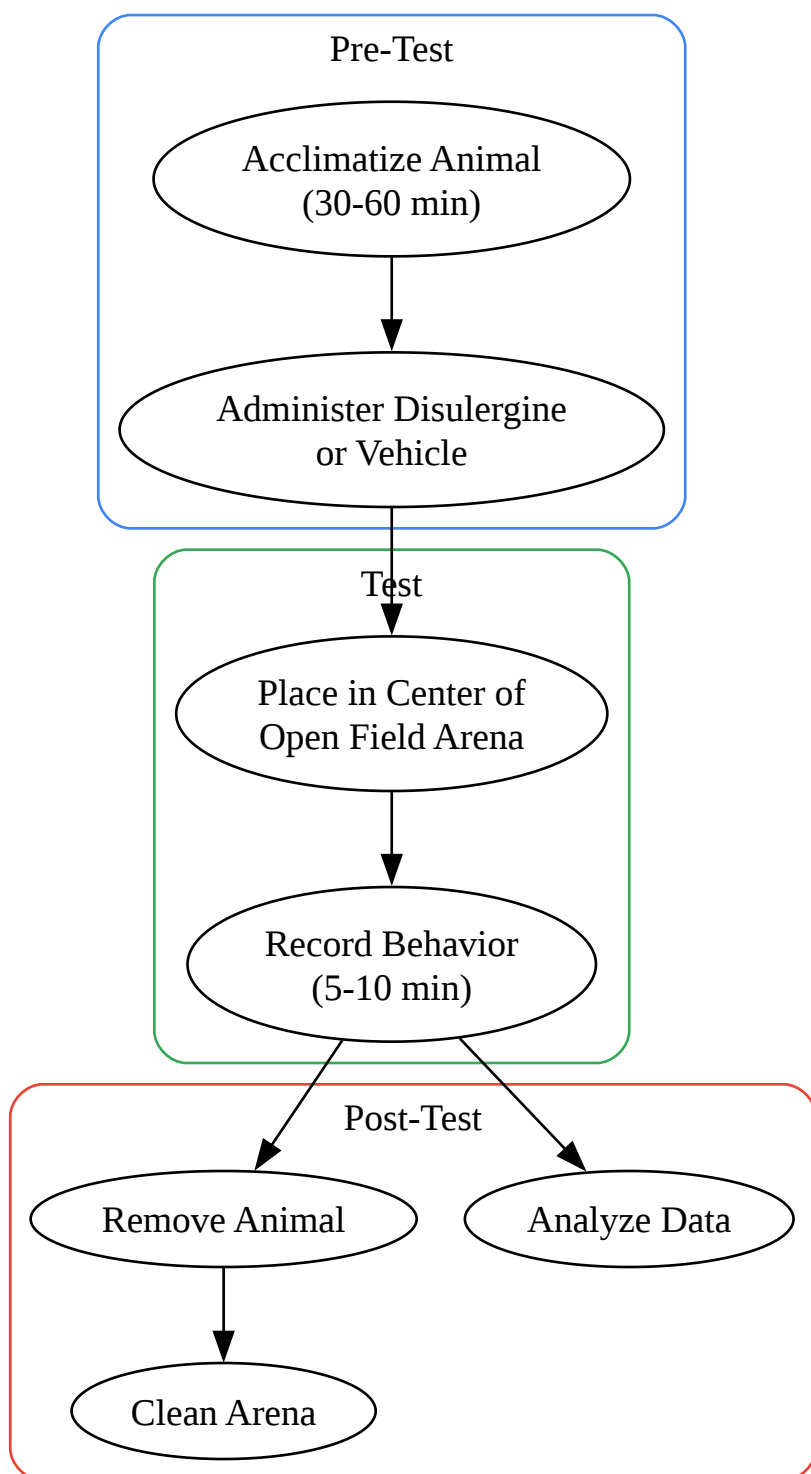 Pre-Test
Acclimatize Animal
(30-60 min)
Administer Disulergine
or Vehicle
Test
Place in Center of
Open Field Arena
Record Behavior
(5-10 min)
Post-Test
Remove Animal
Analyze Data
Clean Arena